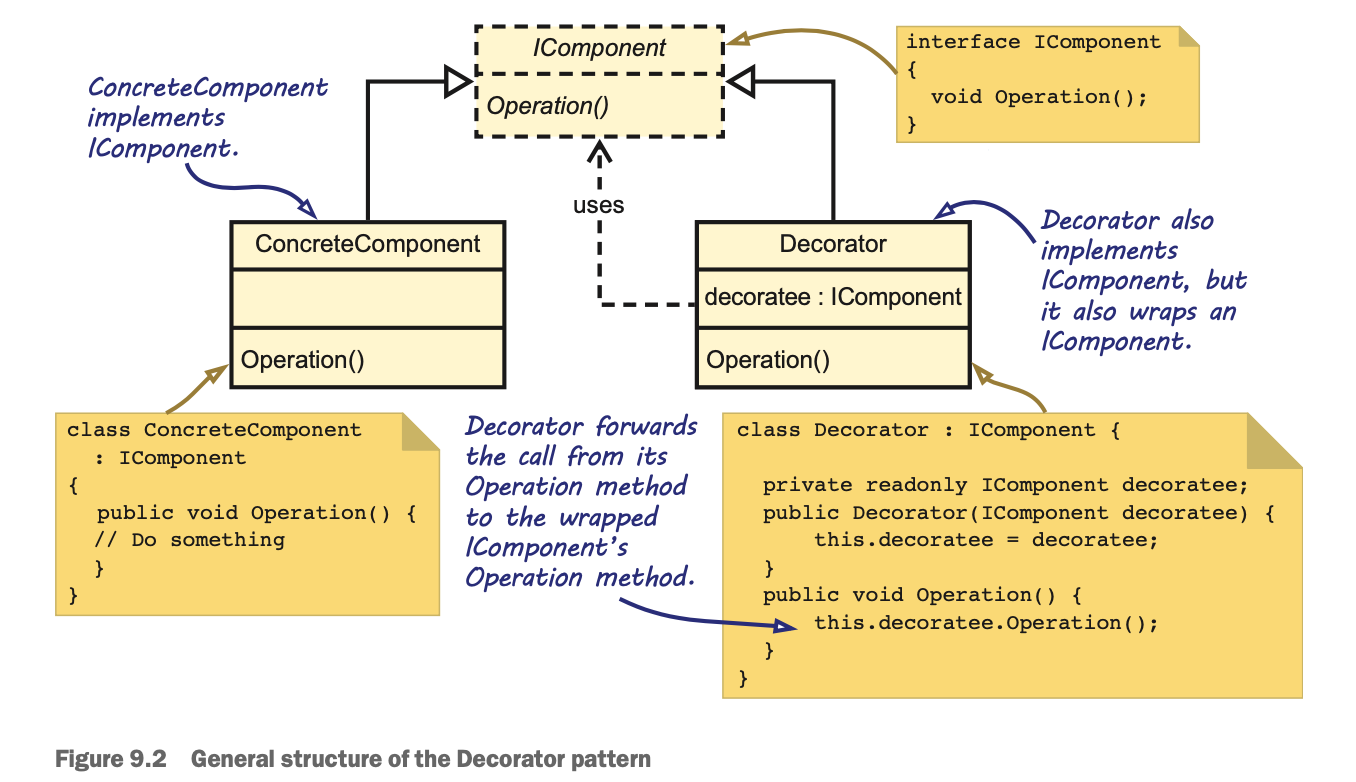 IComponent
Operation()
interface IComponent
{
void Operation();
}
ConcreteComponent
implements
IComponent.
uses
ConcreteComponent
Operation()
Decorator
decoratee : IComponent
Operation()
Decorator also
implements
IComponent, but
it also wraps an
IComponent.
class ConcreteComponent
: IComponent
{
public void Operation() {
// Do something
}
}
Decorator forwards
the call from its
Operation method
to the wrapped
IComponent's
Operation method.
class Decorator : IComponent {
private readonly IComponent decoratee;
public Decorator(IComponent decoratee) {
this.decoratee = decoratee;
}
public void Operation() {
this.decoratee.Operation();
}
}
Figure 9.2 General structure of the Decorator pattern